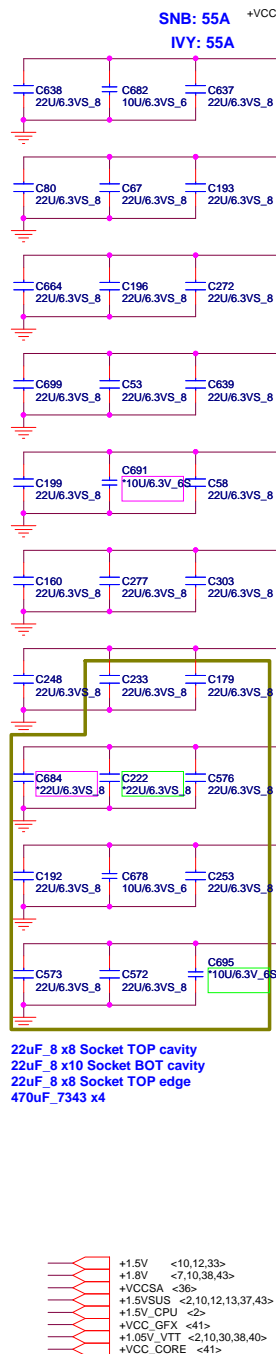 SNB: 55A +VCC
IVY: 55A
C638 C682 C637
22U/6.3VS_8 10U/6.3VS_6 22U/6.3VS_8
C80 C67 C193
22U/6.3VS_8 22U/6.3VS_8 22U/6.3VS_8
C664 C196 C272
22U/6.3VS_8 22U/6.3VS_8 22U/6.3VS_8
C699 C53 C639
22U/6.3VS_8 22U/6.3VS_8 22U/6.3VS_8
C199 C691 C58
22U/6.3VS_8 *10U/6.3V_6S 22U/6.3VS_8
C160 C277 C303
22U/6.3VS_8 22U/6.3VS_8 22U/6.3VS_8
C248 C233 C179
22U/6.3VS_8 22U/6.3VS_8 22U/6.3VS_8
C684 C222 C576
*22U/6.3VS_8 *22U/6.3VS_8 22U/6.3VS_8
C192 C678 C253
22U/6.3VS_8 10U/6.3VS_6 22U/6.3VS_8
C573 C572 C695
22U/6.3VS_8 22U/6.3VS_8 *10U/6.3V_6S
22uF_8 x8 Socket TOP cavity
22uF_8 x10 Socket BOT cavity
22uF_8 x8 Socket TOP edge
470uF_7343 x4
+1.5V <10,12,33>
+1.8V <7,10,38,43>
+VCCSA <36>
+1.5VSUS <2,10,12,13,37,43>
+1.5V_CPU <2>
+VCC_GFX <41>
+1.05V_VTT <2,10,30,38,40>
+VCC_CORE <41>